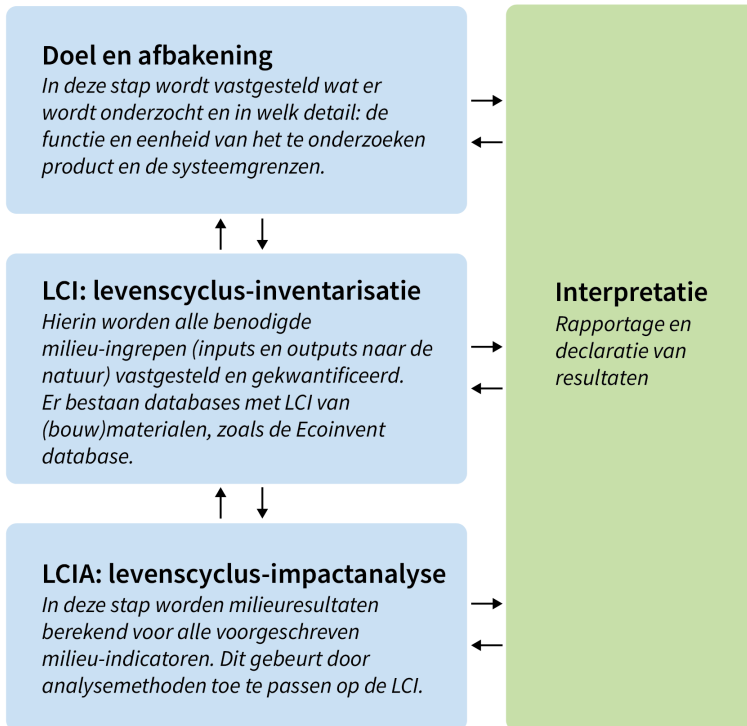 Doel en afbakening
In deze stap wordt vastgesteld wat er
wordt onderzocht en in welk detail: de
functie en eenheid van het te onderzoeken
product en de systeemgrenzen.
LCI: levenscyclus-inventarisatie
Hierin worden alle benodigde
milieu-ingrepen (inputs en outputs naar de
natuur) vastgesteld en gekwantificeerd.
Er bestaan databases met LCI van
(bouw)materialen, zoals de Ecoinvent
database.
LCIA: levenscyclus-impactanalyse
In deze stap worden milieuresultaten
berekend voor alle voorgeschreven
milieu-indicatoren. Dit gebeurt door
analysemethoden toe te passen op de LCI.
Interpretatie
Rapportage en
declaratie van
resultaten